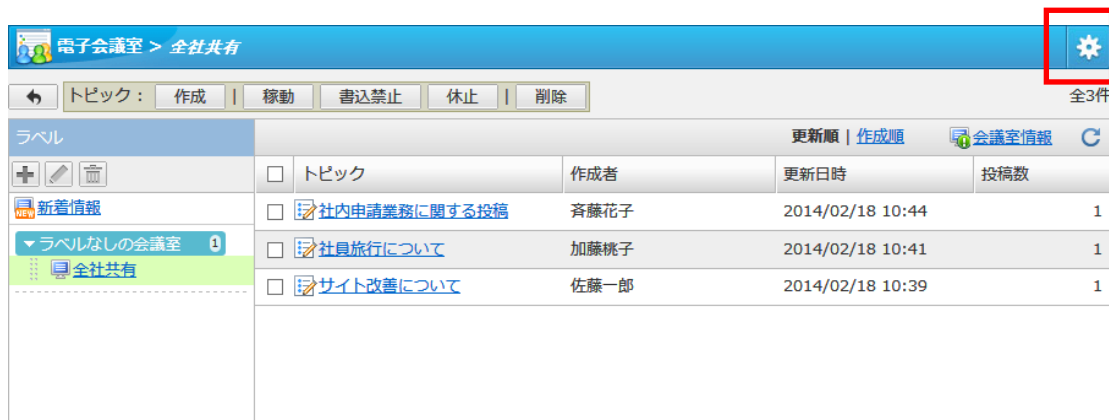 電子会議室 > 全社共有
トピック： 作成 | 稼動 書込禁止 休止 | 削除 全3件
ラベル 更新順 | 作成順 会議室情報
トピック 作成者 更新日時 投稿数
NEW 新着情報 社内申請業務に関する投稿 斉藤花子 2014/02/18 10:44 1
ラベルなしの会議室 1 社員旅行について 加藤桃子 2014/02/18 10:41 1
全社共有 サイト改善について 佐藤一郎 2014/02/18 10:39 1